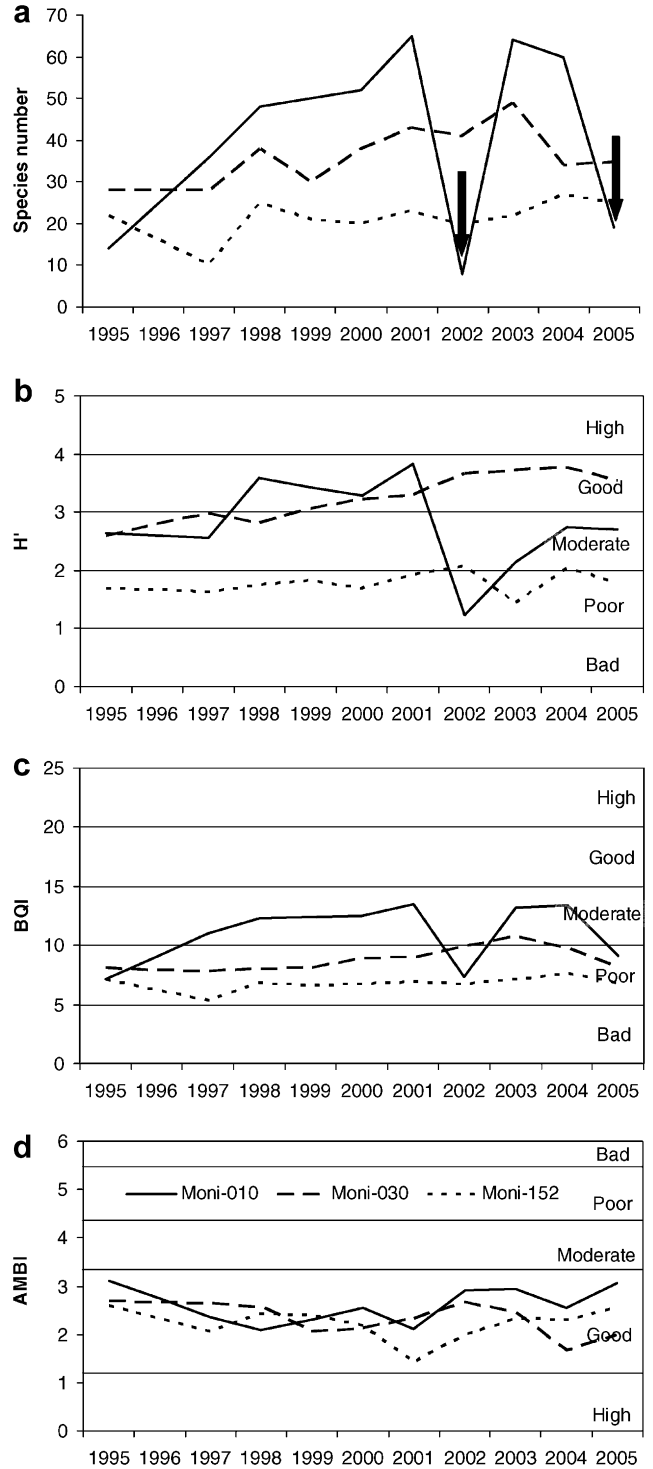 a
70
60
50
40
30
20
10
0
Species number
1995 1996 1997 1998 1999 2000 2001 2002 2003 2004 2005
b
5
4
3
2
1
0
H'
High
Good
Moderate
Poor
Bad
1995 1996 1997 1998 1999 2000 2001 2002 2003 2004 2005
c
25
20
15
10
5
0
BQI
High
Good
Moderate
Poor
Bad
1995 1996 1997 1998 1999 2000 2001 2002 2003 2004 2005
d
6
5
4
3
2
1
0
AMBI
Bad
Moni-010 Moni-030 Moni-152
Poor
Moderate
Good
High
1995 1996 1997 1998 1999 2000 2001 2002 2003 2004 2005